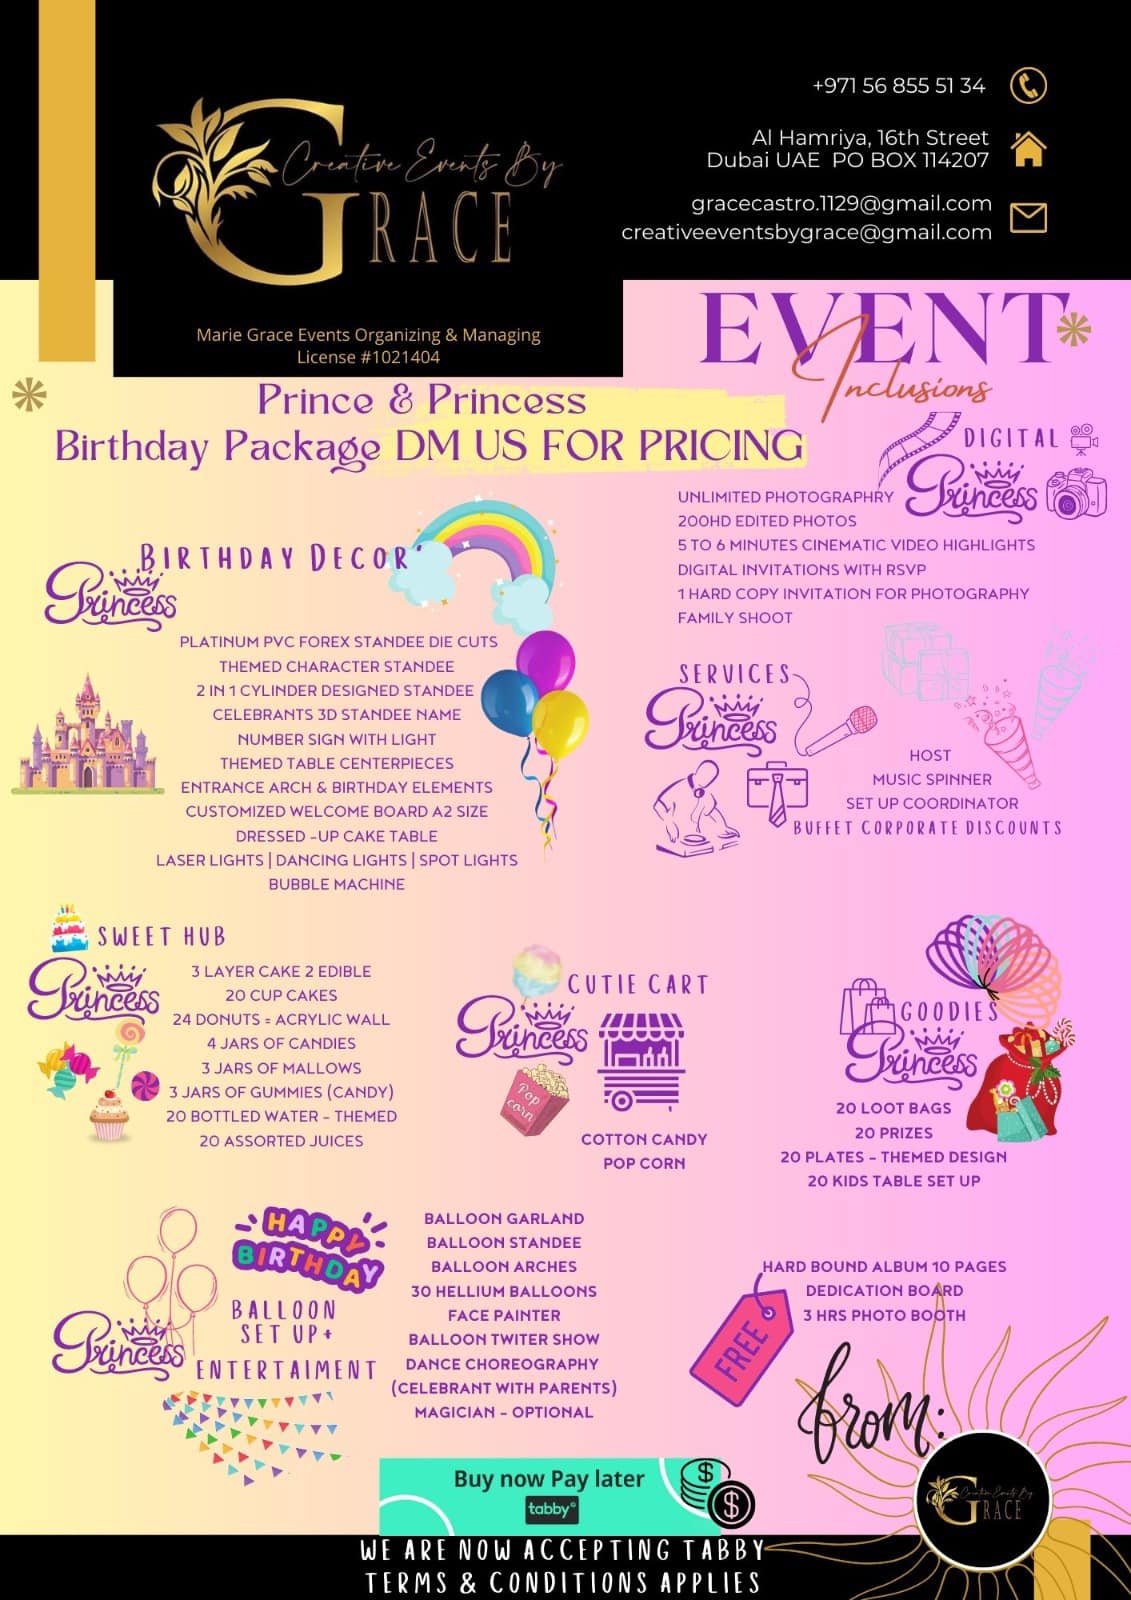 Creative Events By
GRACE
+971 56 855 51 34
Al Hamriya, 16th Street
Dubai UAE PO BOX 114207
gracecastro.1129@gmail.com
creativeeventsbygrace@gmail.com
Marie Grace Events Organizing & Managing
License #1021404
EVENT
Inclusions
Prince & Princess
Birthday Package DM US FOR PRICING
DIGITAL
Princess
UNLIMITED PHOTOGRAPHRY
200HD EDITED PHOTOS
5 TO 6 MINUTES CINEMATIC VIDEO HIGHLIGHTS
DIGITAL INVITATIONS WITH RSVP
1 HARD COPY INVITATION FOR PHOTOGRAPHY
FAMILY SHOOT
BIRTHDAY DECOR'
Princess
PLATINUM PVC FOREX STANDEE DIE CUTS
THEMED CHARACTER STANDEE
2 IN 1 CYLINDER DESIGNED STANDEE
CELEBRANTS 3D STANDEE NAME
NUMBER SIGN WITH LIGHT
THEMED TABLE CENTERPIECES
ENTRANCE ARCH & BIRTHDAY ELEMENTS
CUSTOMIZED WELCOME BOARD A2 SIZE
DRESSED -UP CAKE TABLE
LASER LIGHTS | DANCING LIGHTS | SPOT LIGHTS
BUBBLE MACHINE
SERVICES
Princess
HOST
MUSIC SPINNER
SET UP COORDINATOR
BUFFET CORPORATE DISCOUNTS
SWEET HUB
Princess
3 LAYER CAKE 2 EDIBLE
20 CUP CAKES
24 DONUTS = ACRYLIC WALL
4 JARS OF CANDIES
3 JARS OF MALLOWS
3 JARS OF GUMMIES (CANDY)
20 BOTTLED WATER - THEMED
20 ASSORTED JUICES
CUTIE CART
Princess
Pop
corn
COTTON CANDY
POP CORN
GOODIES
Princess
20 LOOT BAGS
20 PRIZES
20 PLATES - THEMED DESIGN
20 KIDS TABLE SET UP
HAPPY
BIRTHDAY
BALLOON
SET UP+
Princess
ENTERTAIMENT
BALLOON GARLAND
BALLOON STANDEE
BALLOON ARCHES
30 HELLIUM BALLOONS
FACE PAINTER
BALLOON TWITER SHOW
DANCE CHOREOGRAPHY
(CELEBRANT WITH PARENTS)
MAGICIAN - OPTIONAL
HARD BOUND ALBUM 10 PAGES
DEDICATION BOARD
3 HRS PHOTO BOOTH
FREE
from:
Creative Events By
GRACE
Buy now Pay later
tabby
WE ARE NOW ACCEPTING TABBY
TERMS & CONDITIONS APPLIES